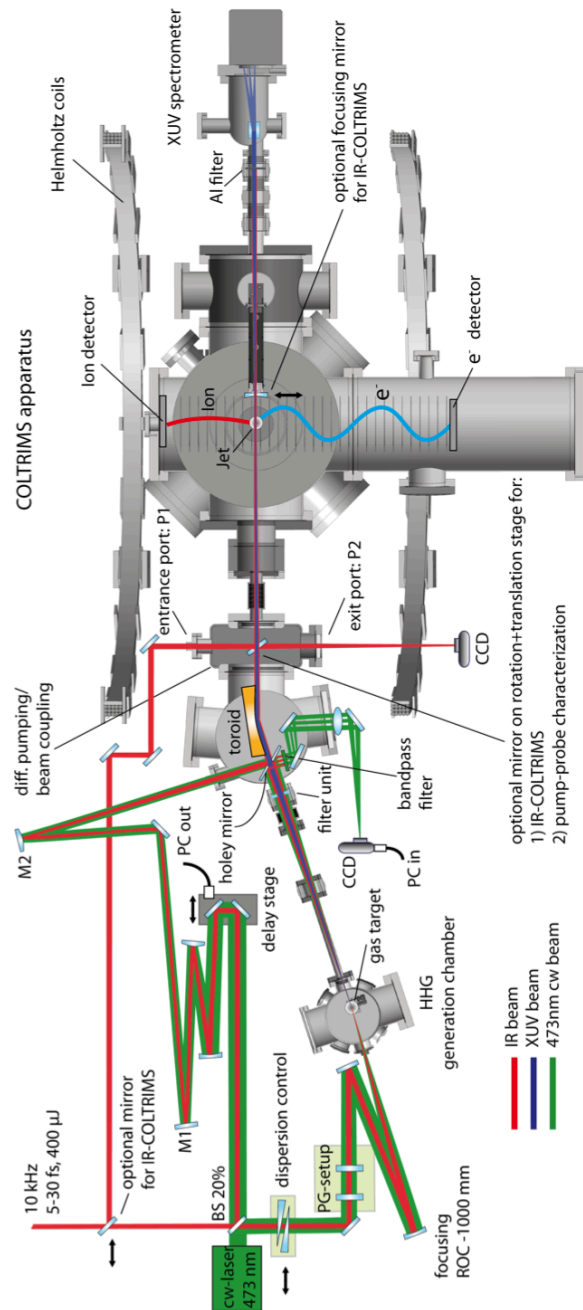 COLTRIMS apparatus
Helmholtz coils
XUV spectrometer
Al filter
optional focusing mirror
for IR-COLTRIMS
Ion detector
Ion
Jet
e-
e- detector
entrance port: P1
exit port: P2
diff. pumping/
beam coupling
toroid
CCD
optional mirror on rotation+translation stage for:
1) IR-COLTRIMS
2) pump-probe characterization
M2
PC out
holey mirror
delay stage
filter unit
bandpass
filter
CCD
PC in
M1
gas target
HHG
generation chamber
10 kHz
5-30 fs, 400 µJ
optional mirror
for IR-COLTRIMS
BS 20%
cw-laser
473 nm
dispersion control
PG-setup
focusing
ROC -1000 mm
IR beam
XUV beam
473nm cw beam